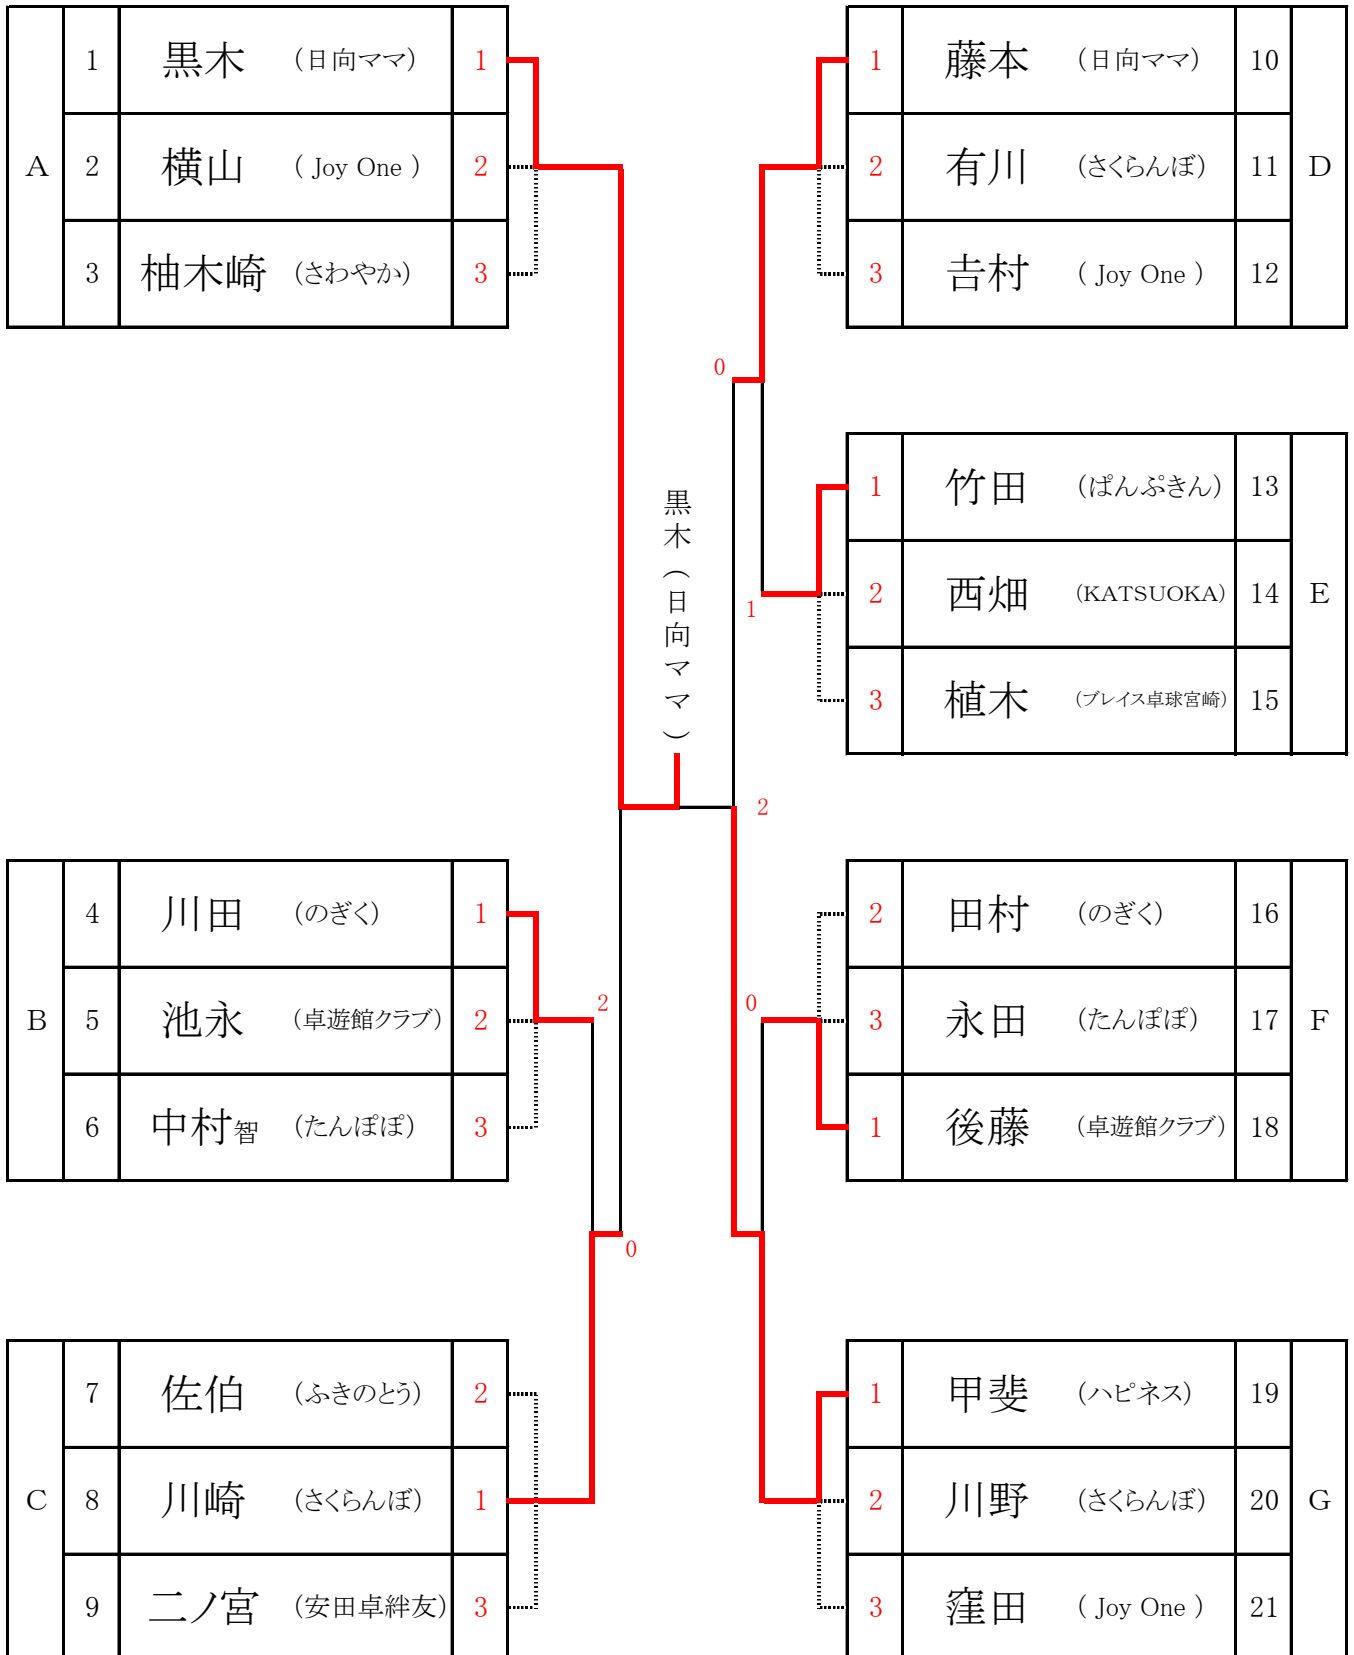 A
1 黒木 (日向ママ) 1
2 横山 ( Joy One ) 2
3 柚木崎 (さわやか) 3
1 藤本 (日向ママ) 10
2 有川 (さくらんぼ) 11
3 𠮷村 ( Joy One ) 12
D
0
1 竹田 (ぱんぷきん) 13
2 西畑 (KATSUOKA) 14
3 植木 (ブレイス卓球宮崎) 15
E
1
黒木(日向ママ)
2
B
4 川田 (のぎく) 1
5 池永 (卓遊館クラブ) 2
6 中村智 (たんぽぽ) 3
2
0
2 田村 (のぎく) 16
3 永田 (たんぽぽ) 17
1 後藤 (卓遊館クラブ) 18
F
0
C
7 佐伯 (ふきのとう) 2
8 川崎 (さくらんぼ) 1
9 二ノ宮 (安田卓絆友) 3
1 甲斐 (ハピネス) 19
2 川野 (さくらんぼ) 20
3 窪田 ( Joy One ) 21
G